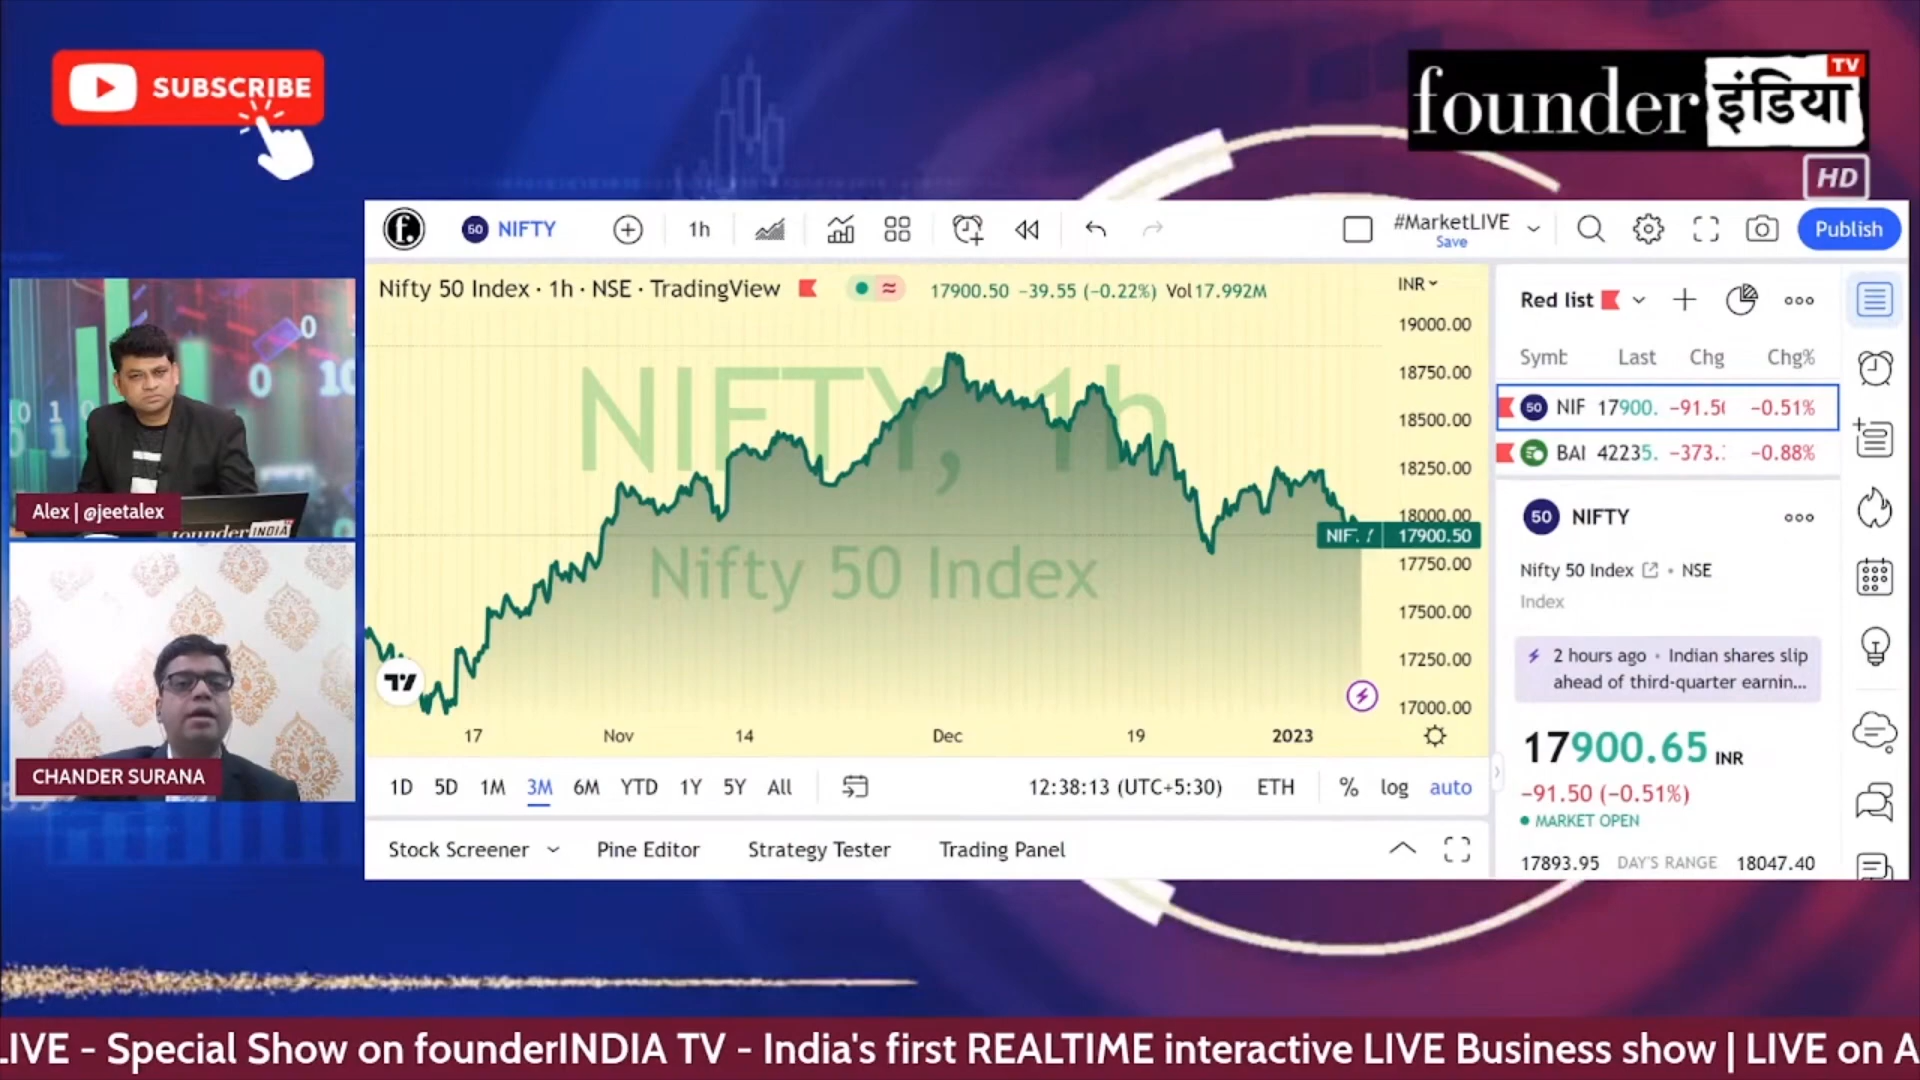 SUBSCRIBE
founder इंडिया TV
HD
f.
50 NIFTY
1h
#MarketLIVE
Save
Publish
Nifty 50 Index · 1h · NSE · TradingView
17900.50 −39.55 (−0.22%) Vol 17.992M
INR
NIFTY, 1h
Nifty 50 Index
19000.00
18750.00
18500.00
18250.00
18000.00
17900.50
17750.00
17500.00
17250.00
17000.00
17 Nov 14 Dec 19 2023
1D 5D 1M 3M 6M YTD 1Y 5Y All
12:38:13 (UTC+5:30) ETH % log auto
Stock Screener Pine Editor Strategy Tester Trading Panel
Red list
Symb Last Chg Chg%
50 NIF 17900. −91.50 −0.51%
BAI 42235. −373. −0.88%
50 NIFTY
Nifty 50 Index • NSE
Index
2 hours ago • Indian shares slip
ahead of third-quarter earnin...
17900.65 INR
−91.50 (−0.51%)
MARKET OPEN
17893.95 DAY'S RANGE 18047.40
Alex | @jeetalex
founder INDIA
CHANDER SURANA
LIVE - Special Show on founderINDIA TV - India's first REALTIME interactive LIVE Business show | LIVE on A